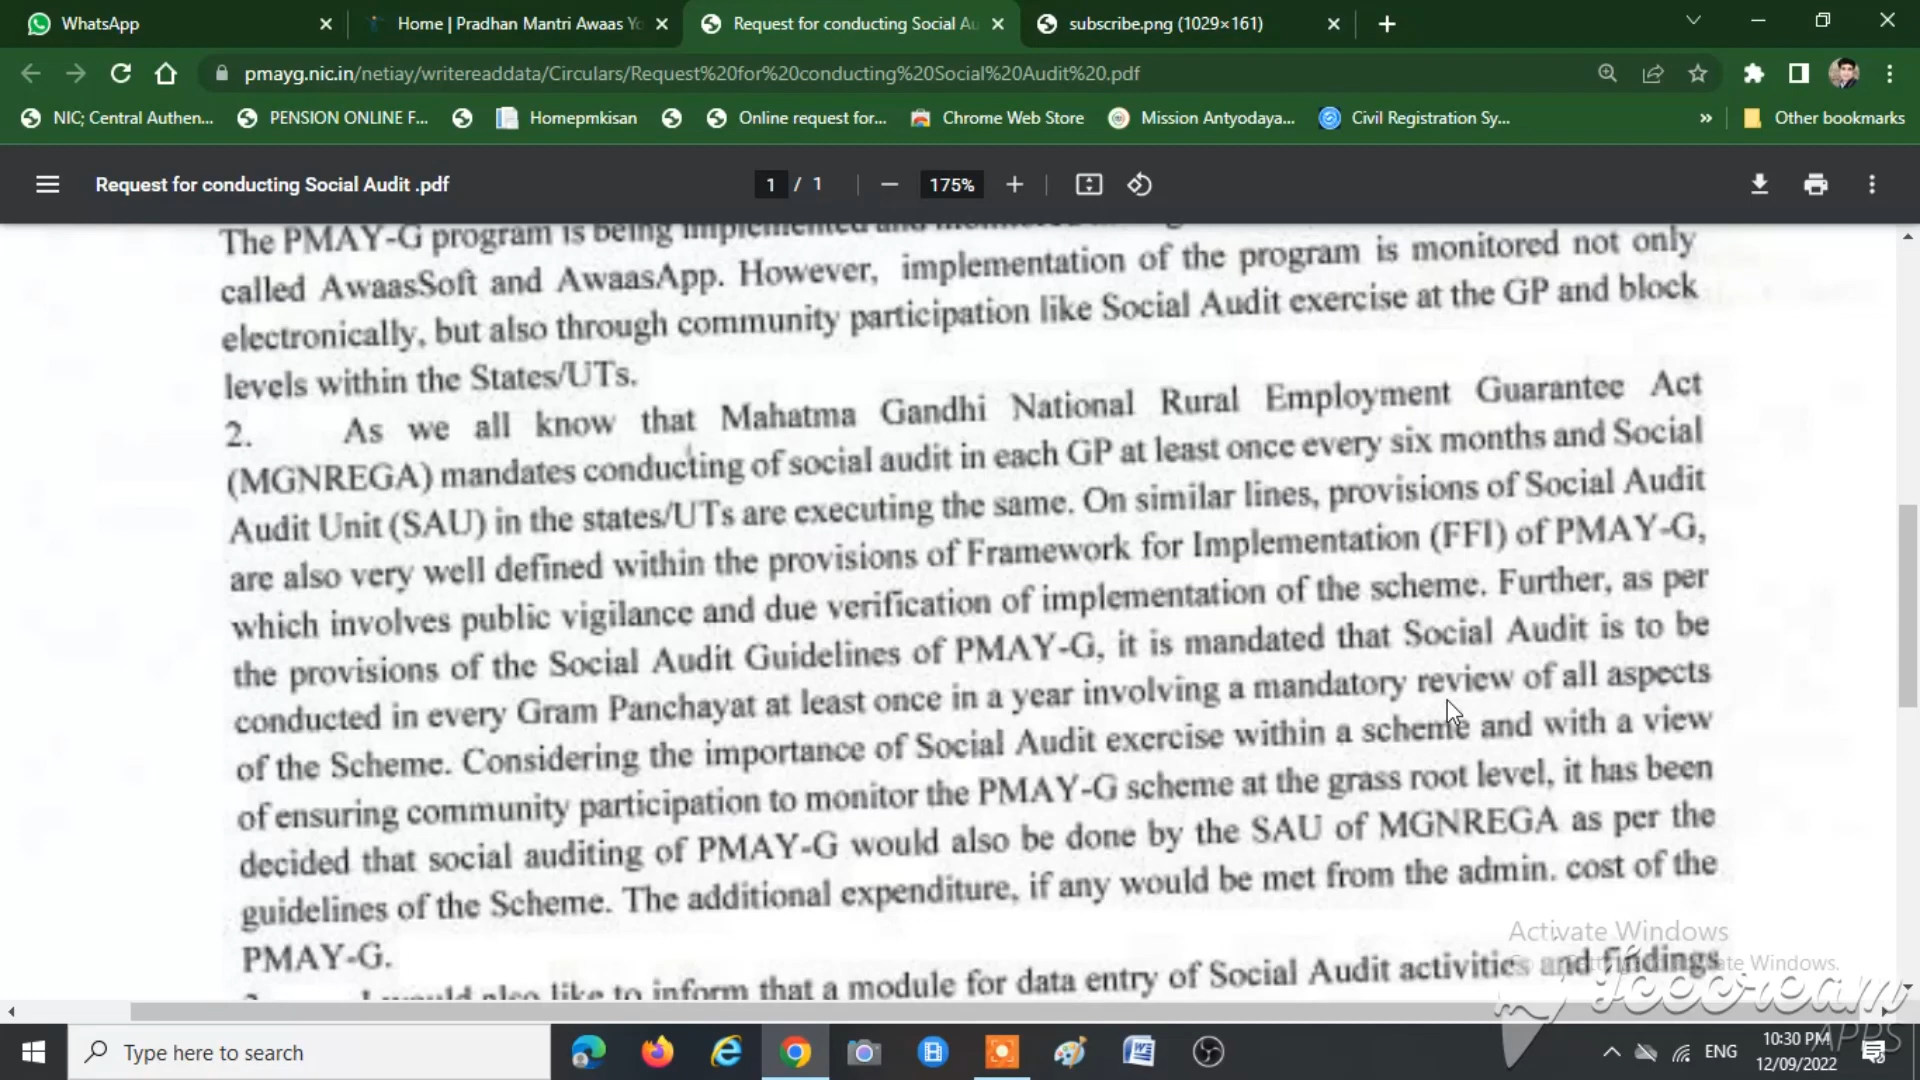 WhatsApp
Home | Pradhan Mantri Awaas Yo
Request for conducting Social Au
subscribe.png (1029×161)
pmayg.nic.in/netiay/writereaddata/Circulars/Request%20for%20conducting%20Social%20Audit%20.pdf
NIC; Central Authen...
PENSION ONLINE F...
Homepmkisan
Online request for...
Chrome Web Store
Mission Antyodaya...
Civil Registration Sy...
»
Other bookmarks
Request for conducting Social Audit .pdf
1 / 1
175%
The PMAY-G program is being implemented and monitored
called AwaasSoft and AwaasApp. However, implementation of the program is monitored not only
electronically, but also through community participation like Social Audit exercise at the GP and block
levels within the States/UTs.
2. As we all know that Mahatma Gandhi National Rural Employment Guarantee Act
(MGNREGA) mandates conducting of social audit in each GP at least once every six months and Social
Audit Unit (SAU) in the states/UTs are executing the same. On similar lines, provisions of Social Audit
are also very well defined within the provisions of Framework for Implementation (FFI) of PMAY-G,
which involves public vigilance and due verification of implementation of the scheme. Further, as per
the provisions of the Social Audit Guidelines of PMAY-G, it is mandated that Social Audit is to be
conducted in every Gram Panchayat at least once in a year involving a mandatory review of all aspects
of the Scheme. Considering the importance of Social Audit exercise within a scheme and with a view
of ensuring community participation to monitor the PMAY-G scheme at the grass root level, it has been
decided that social auditing of PMAY-G would also be done by the SAU of MGNREGA as per the
guidelines of the Scheme. The additional expenditure, if any would be met from the admin. cost of the
PMAY-G.
I would also like to inform that a module for data entry of Social Audit activities and findings
Activate Windows
Windows.
Icecream
APPS
Type here to search
ENG
10:30 PM
12/09/2022